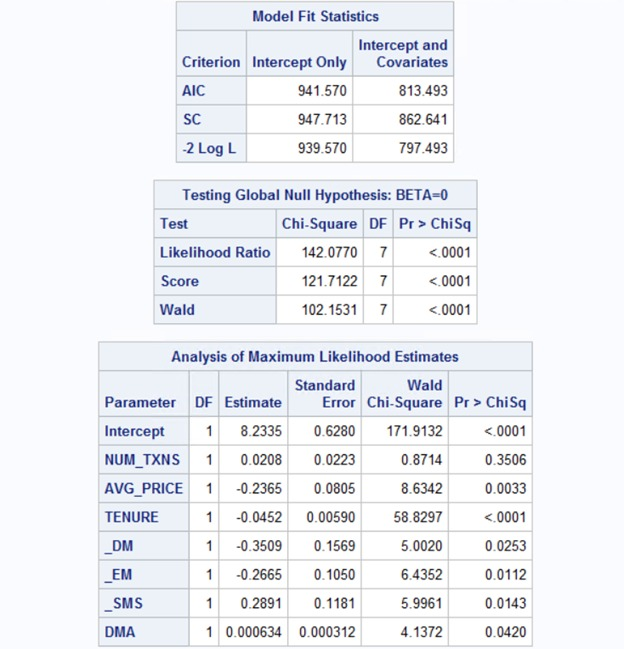 Model Fit Statistics
Criterion Intercept Only Intercept and Covariates
AIC 941.570 813.493
SC 947.713 862.641
-2 Log L 939.570 797.493
Testing Global Null Hypothesis: BETA=0
Test Chi-Square DF Pr > ChiSq
Likelihood Ratio 142.0770 7 <.0001
Score 121.7122 7 <.0001
Wald 102.1531 7 <.0001
Analysis of Maximum Likelihood Estimates
Parameter DF Estimate Standard Error Wald Chi-Square Pr > ChiSq
Intercept 1 8.2335 0.6280 171.9132 <.0001
NUM_TXNS 1 0.0208 0.0223 0.8714 0.3506
AVG_PRICE 1 -0.2365 0.0805 8.6342 0.0033
TENURE 1 -0.0452 0.00590 58.8297 <.0001
_DM 1 -0.3509 0.1569 5.0020 0.0253
_EM 1 -0.2665 0.1050 6.4352 0.0112
_SMS 1 0.2891 0.1181 5.9961 0.0143
DMA 1 0.000634 0.000312 4.1372 0.0420